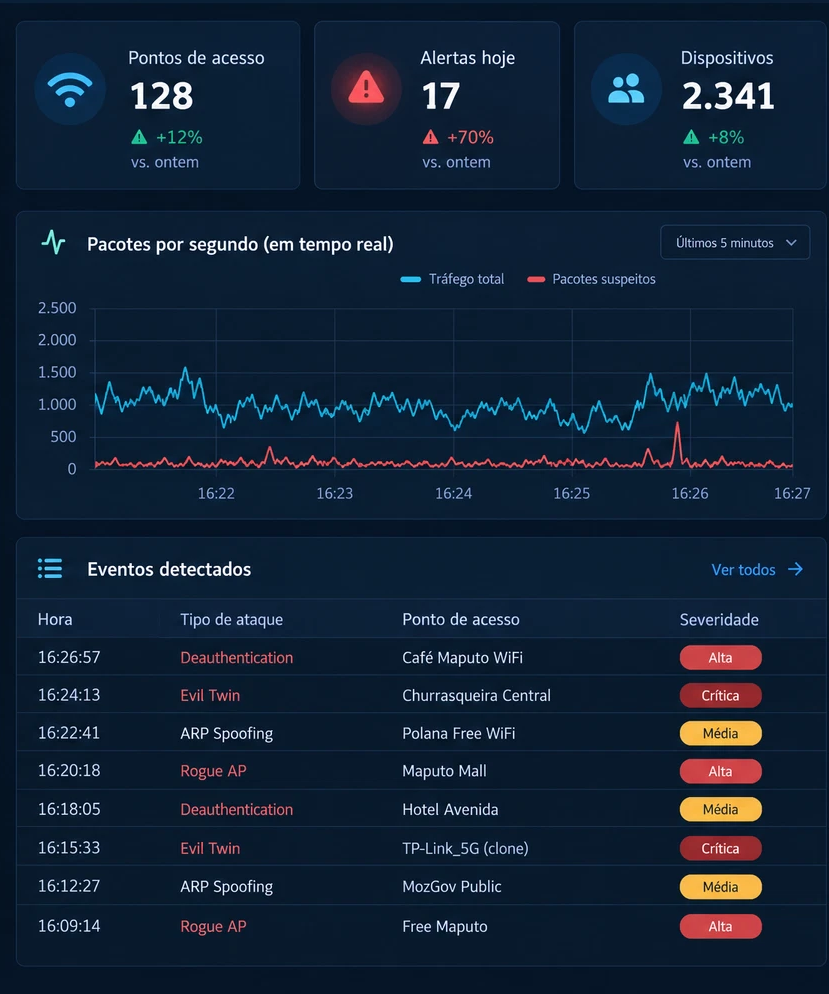 Pontos de acesso
128
+12%
vs. ontem
Alertas hoje
17
+70%
vs. ontem
Dispositivos
2.341
+8%
vs. ontem
Pacotes por segundo (em tempo real)
Últimos 5 minutos
Tráfego total
Pacotes suspeitos
2.500
2.000
1.500
1.000
500
0
16:22 16:23 16:24 16:25 16:26 16:27
Eventos detectados
Ver todos
Hora Tipo de ataque Ponto de acesso Severidade
16:26:57 Deauthentication Café Maputo WiFi Alta
16:24:13 Evil Twin Churrasqueira Central Crítica
16:22:41 ARP Spoofing Polana Free WiFi Média
16:20:18 Rogue AP Maputo Mall Alta
16:18:05 Deauthentication Hotel Avenida Média
16:15:33 Evil Twin TP-Link_5G (clone) Crítica
16:12:27 ARP Spoofing MozGov Public Média
16:09:14 Rogue AP Free Maputo Alta